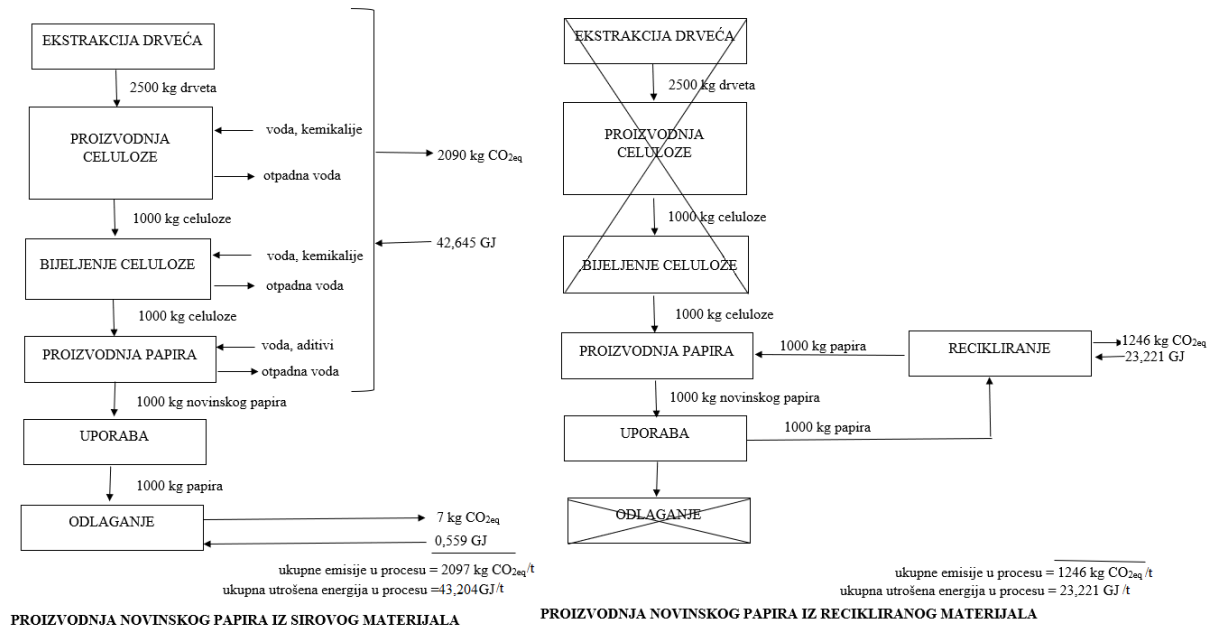 EKSTRAKCIJA DRVEĆA
2500 kg drveta
PROIZVODNJA
CELULOZE
voda, kemikalije
otpadna voda
2090 kg CO2eq
1000 kg celuloze
42,645 GJ
BIJELJENJE CELULOZE
voda, kemikalije
otpadna voda
1000 kg celuloze
PROIZVODNJA PAPIRA
voda, aditivi
otpadna voda
1000 kg novinskog papira
UPORABA
1000 kg papira
ODLAGANJE
7 kg CO2eq
0,559 GJ
ukupne emisije u procesu = 2097 kg CO2eq/t
ukupna utrošena energija u procesu =43,204GJ/t
PROIZVODNJA NOVINSKOG PAPIRA IZ SIROVOG MATERIJALA
EKSTRAKCIJA DRVEĆA
2500 kg drveta
PROIZVODNJA
CELULOZE
1000 kg celuloze
BIJELJENJE CELULOZE
1000 kg celuloze
PROIZVODNJA PAPIRA
1000 kg papira
RECIKLIRANJE
1246 kg CO2eq
23,221 GJ
1000 kg novinskog papira
UPORABA
1000 kg papira
ODLAGANJE
ukupne emisije u procesu = 1246 kg CO2eq/t
ukupna utrošena energija u procesu = 23,221 GJ /t
PROIZVODNJA NOVINSKOG PAPIRA IZ RECIKLIRANOG MATERIJALA